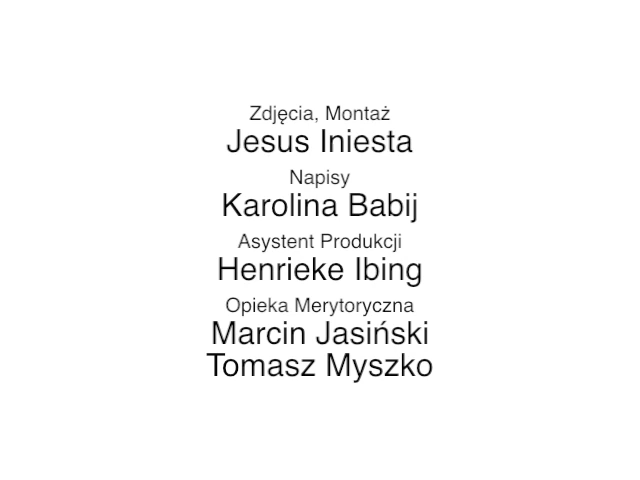 Zdjęcia, Montaż
Jesus Iniesta
Napisy
Karolina Babij
Asystent Produkcji
Henrieke Ibing
Opieka Merytoryczna
Marcin Jasiński
Tomasz Myszko